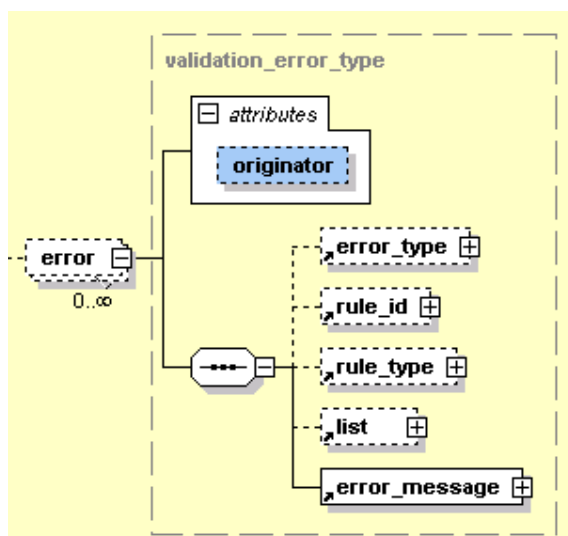 validation_error_type
attributes
originator
error
0..∞
error_type
rule_id
rule_type
list
error_message